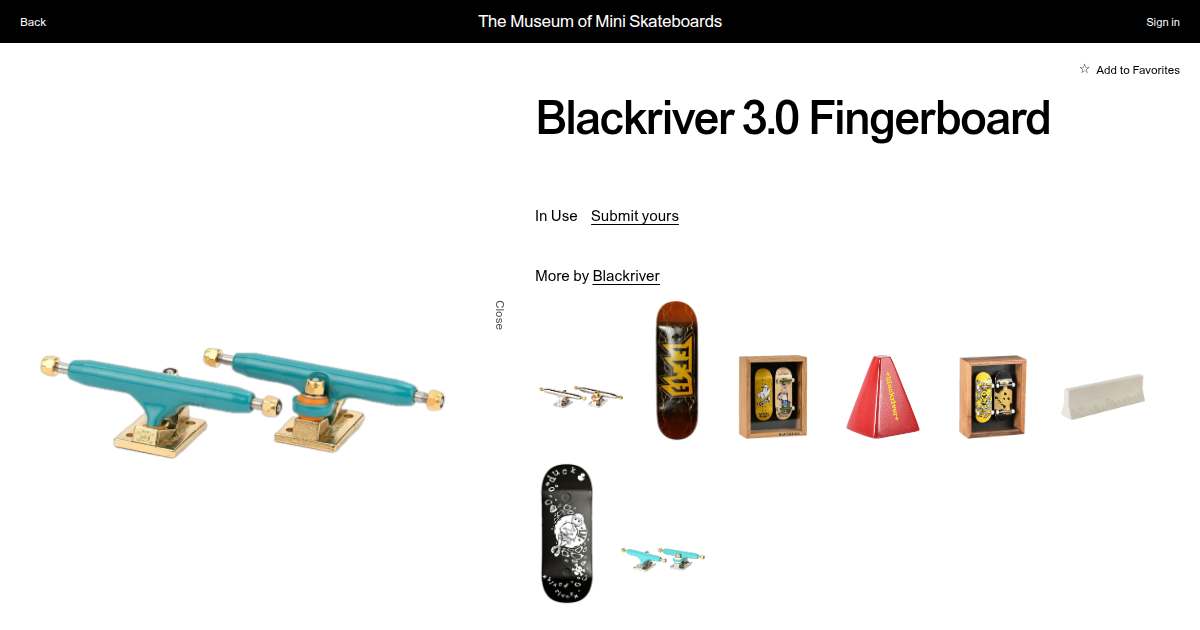 Back
The Museum of Mini Skateboards
Sign in
☆ Add to Favorites
Blackriver 3.0 Fingerboard
In Use Submit yours
More by Blackriver
Close